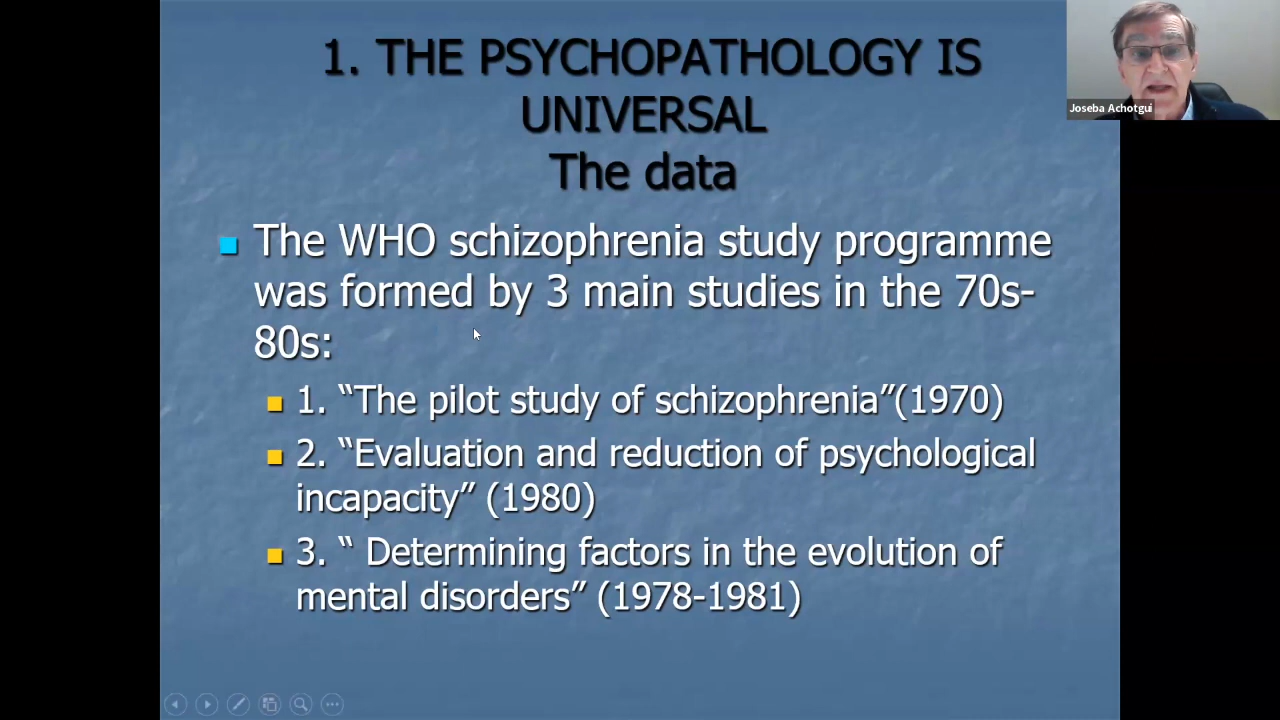 1. THE PSYCHOPATHOLOGY IS
UNIVERSAL
The data
Joseba Achotgui
The WHO schizophrenia study programme
was formed by 3 main studies in the 70s-
80s:
1. “The pilot study of schizophrenia”(1970)
2. “Evaluation and reduction of psychological
incapacity” (1980)
3. “ Determining factors in the evolution of
mental disorders” (1978-1981)